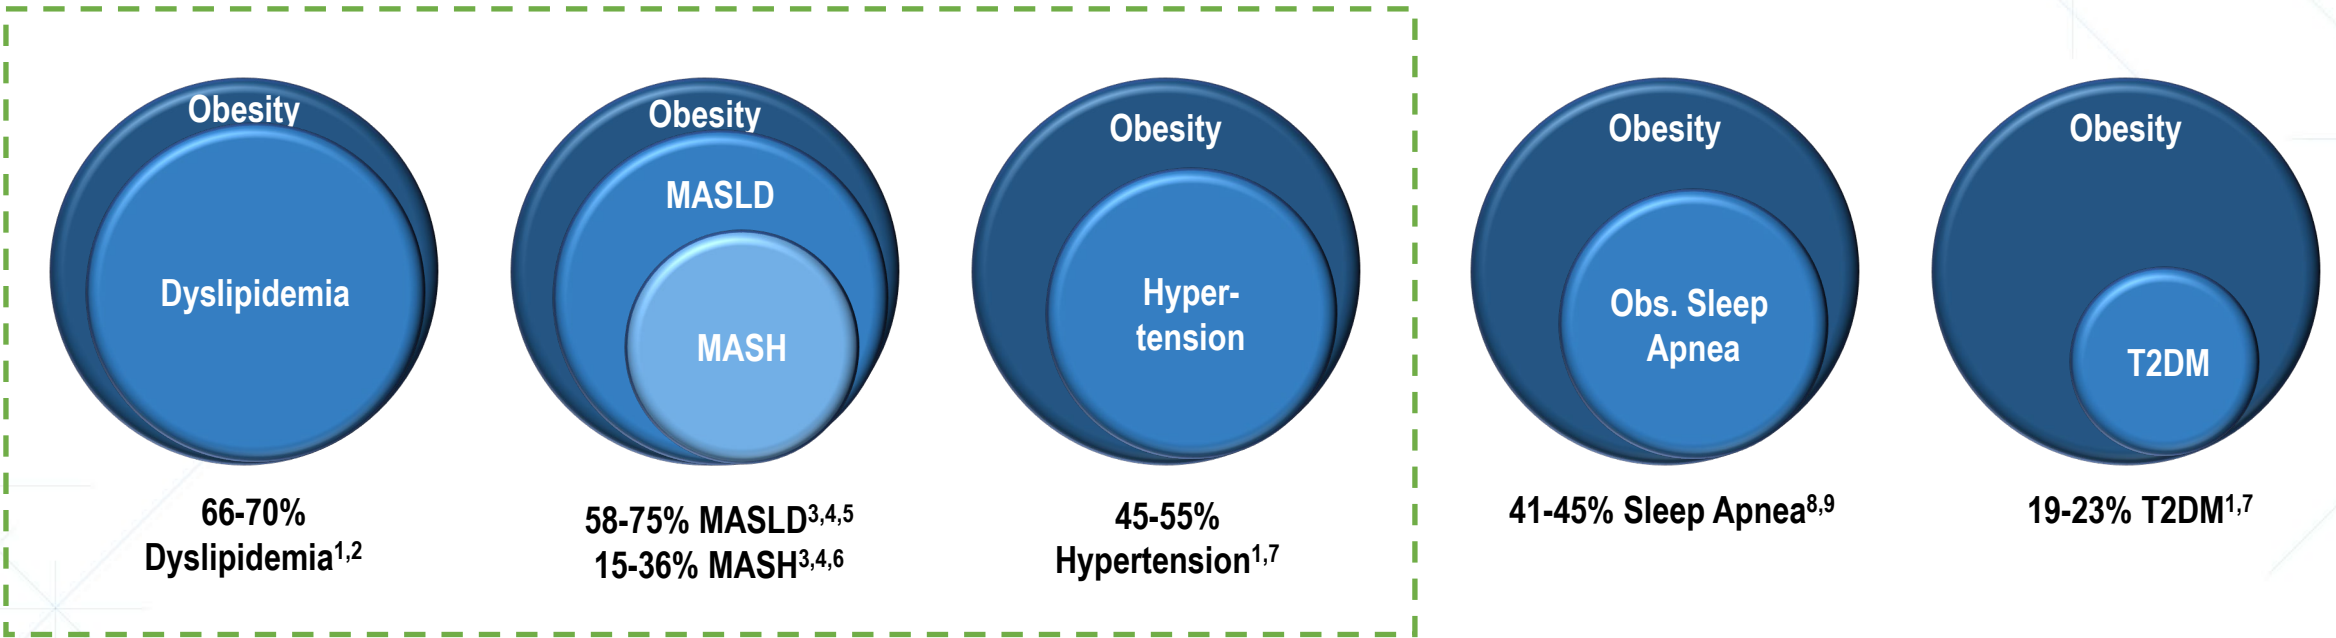 Obesity
Dyslipidemia
66-70%
Dyslipidemia1,2
Obesity
MASLD
MASH
58-75% MASLD3,4,5
15-36% MASH3,4,6
Obesity
Hyper-
tension
45-55%
Hypertension1,7
Obesity
Obs. Sleep
Apnea
41-45% Sleep Apnea8,9
Obesity
T2DM
19-23% T2DM1,7